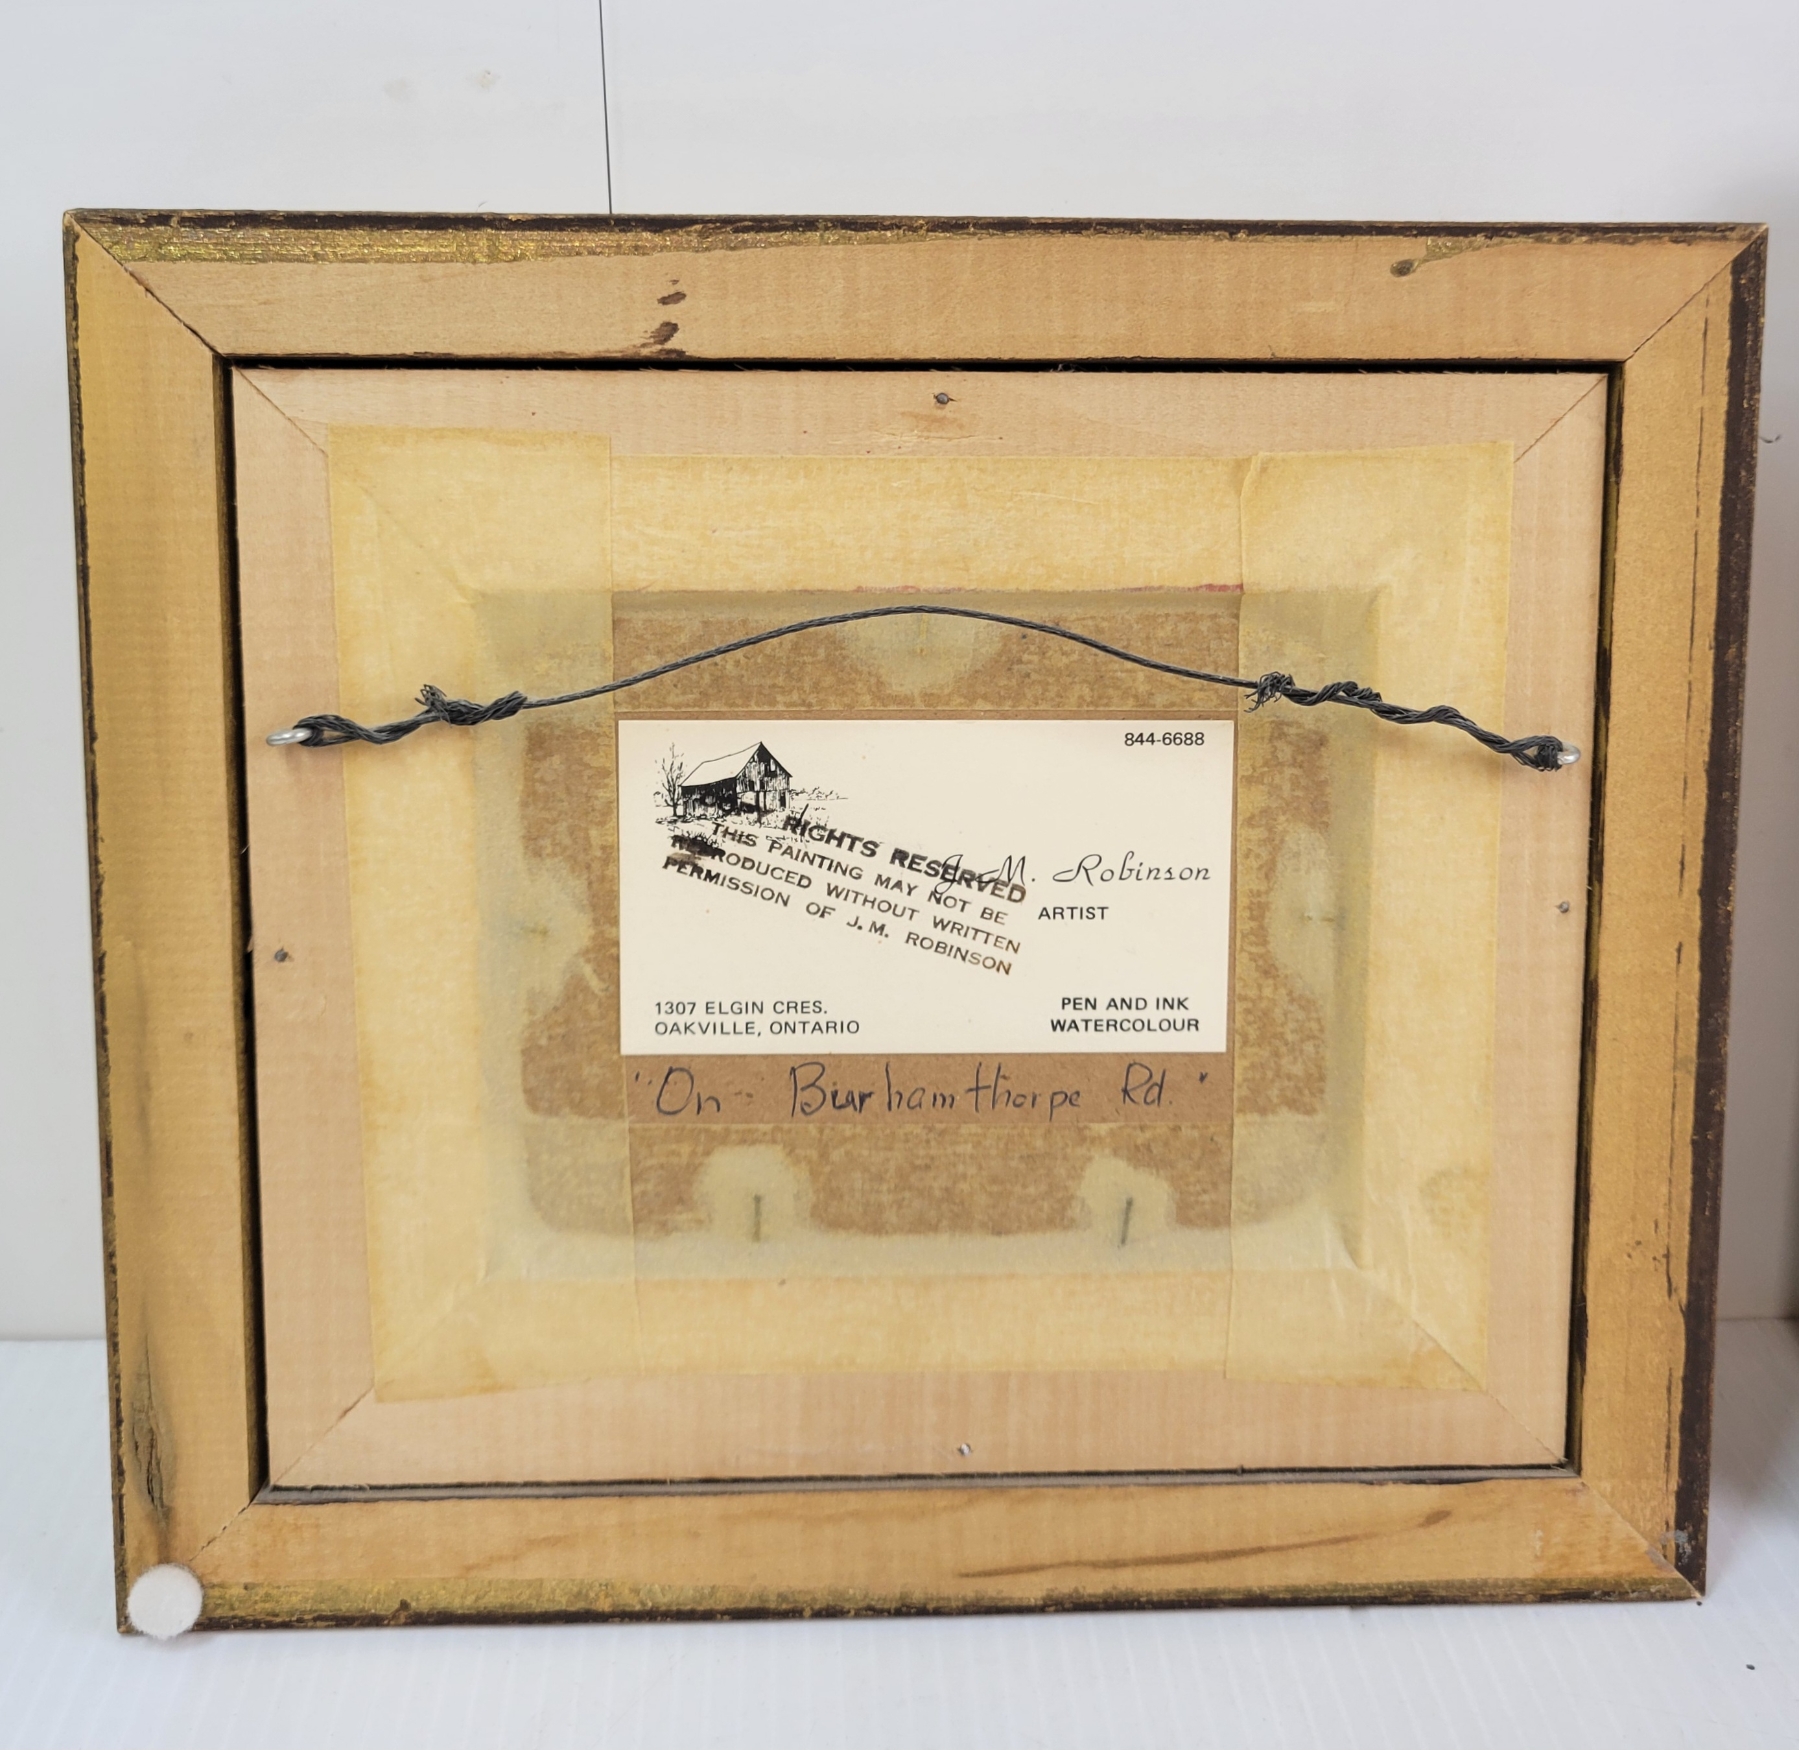 844-6688
RIGHTS RESERVED
THIS PAINTING MAY NOT BE
REPRODUCED WITHOUT WRITTEN
PERMISSION OF J. M. ROBINSON
J. M. Robinson
ARTIST
1307 ELGIN CRES.
OAKVILLE, ONTARIO
PEN AND INK
WATERCOLOUR
"On Burhamthorpe Rd."